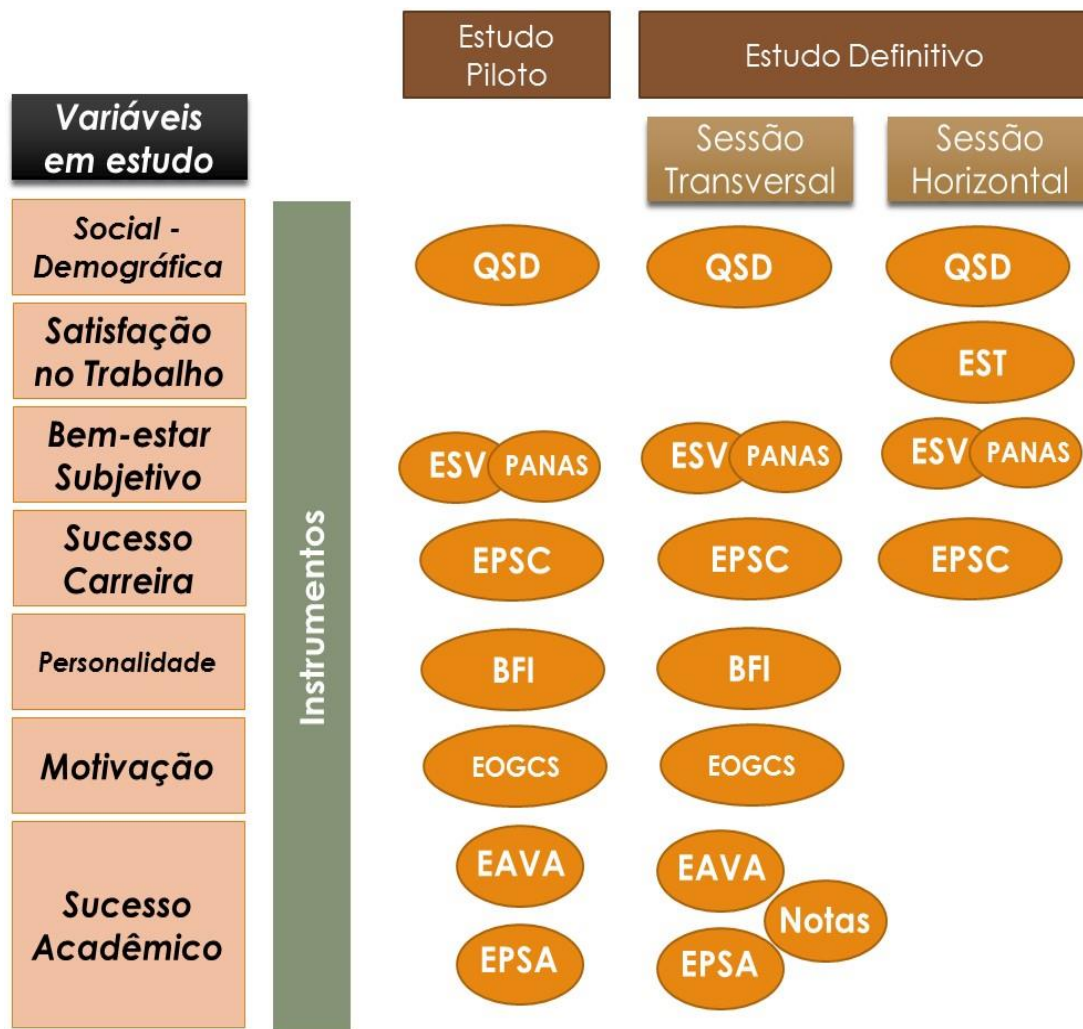 Estudo
Piloto
Estudo Definitivo
Variáveis
em estudo
Sessão
Transversal
Sessão
Horizontal
Instrumentos
Social -
Demográfica
QSD
QSD
QSD
Satisfação
no Trabalho
EST
Bem-estar
Subjetivo
ESV PANAS
ESV PANAS
ESV PANAS
Sucesso
Carreira
EPSC
EPSC
EPSC
Personalidade
BFI
BFI
Motivação
EOGCS
EOGCS
Sucesso
Acadêmico
EAVA
EAVA
Notas
EPSA
EPSA